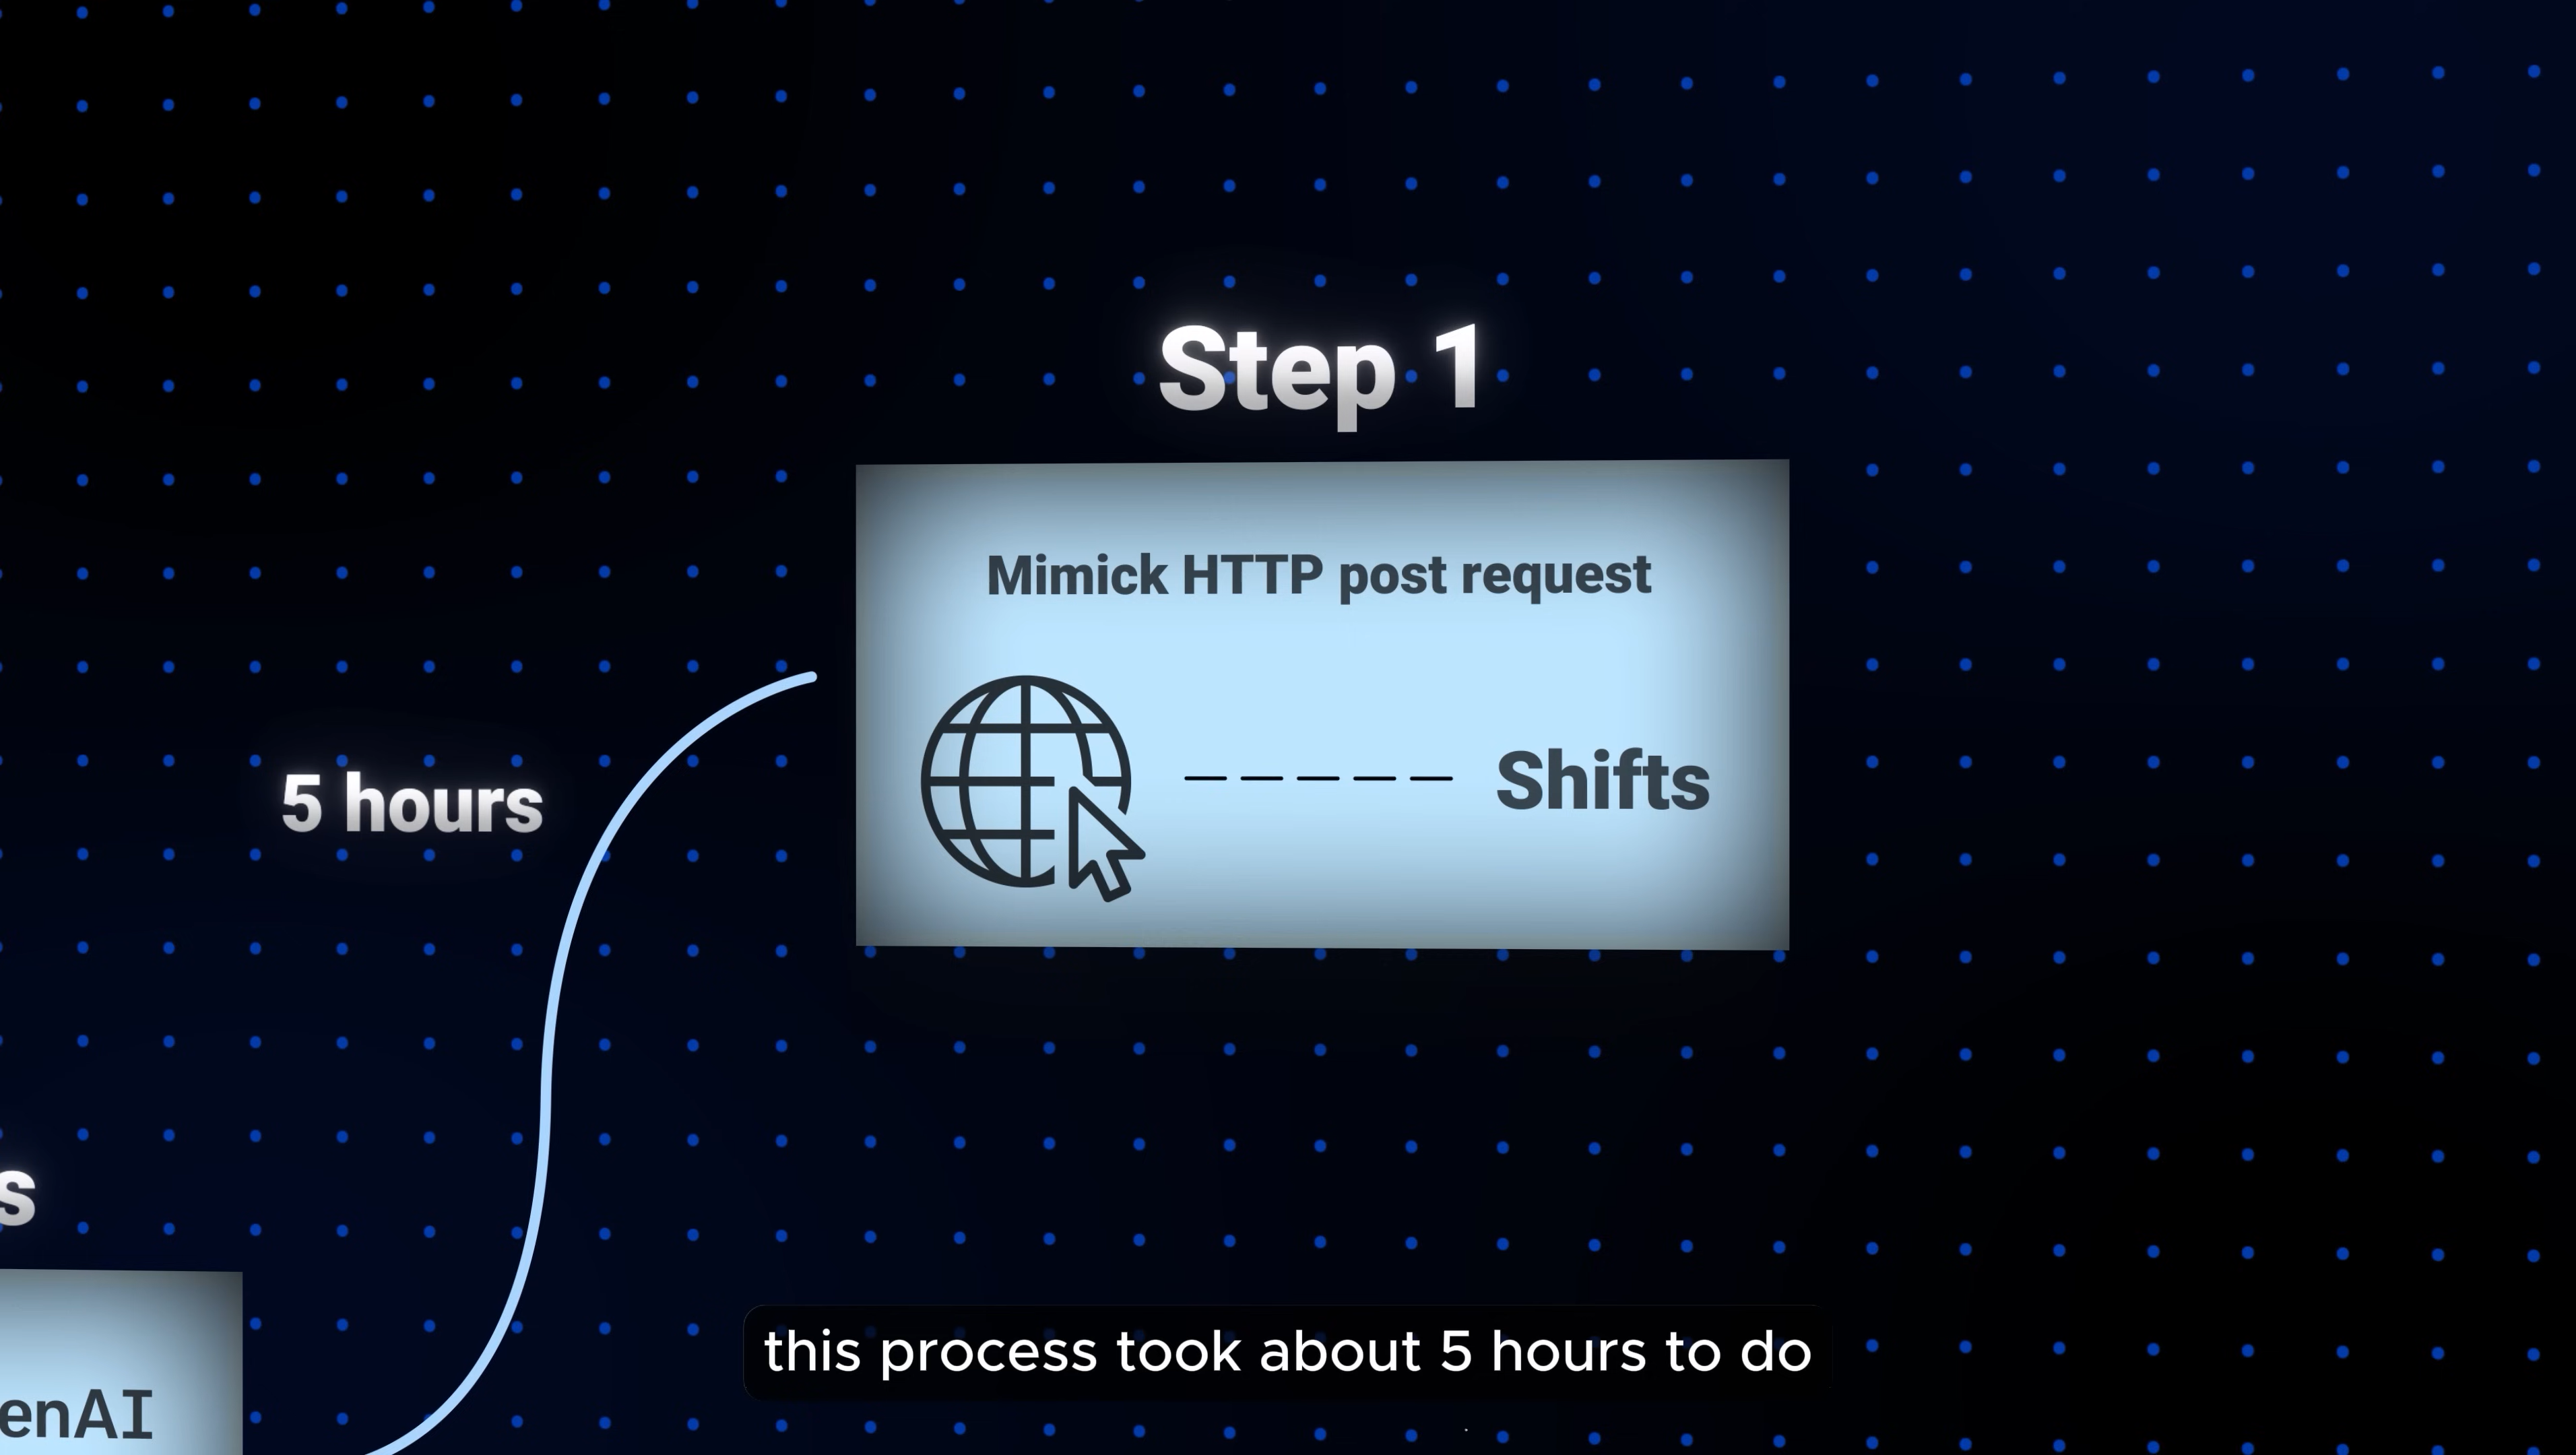 Step 1
Mimick HTTP post request
Shifts
5 hours
s
enAI
this process took about 5 hours to do